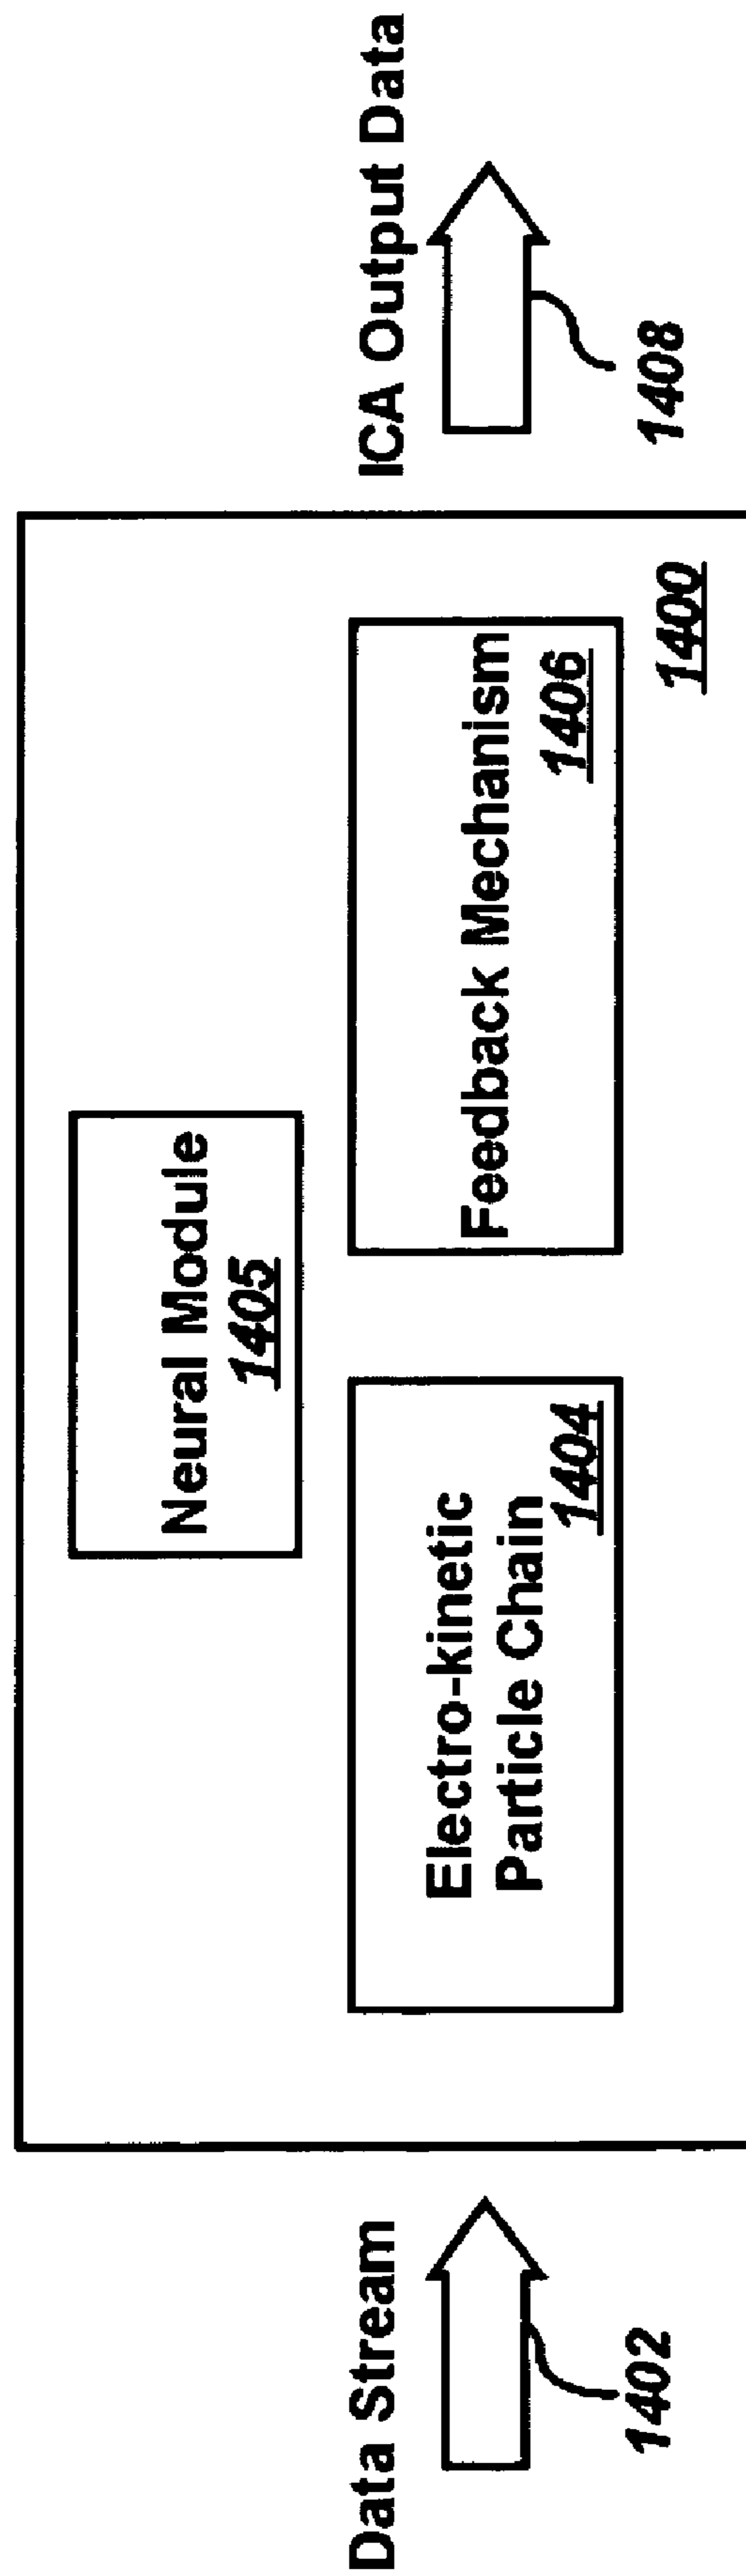 Data Stream
1402
Neural Module
1405
Electro-kinetic
Particle Chain
1404
Feedback Mechanism
1406
1400
ICA Output Data
1408